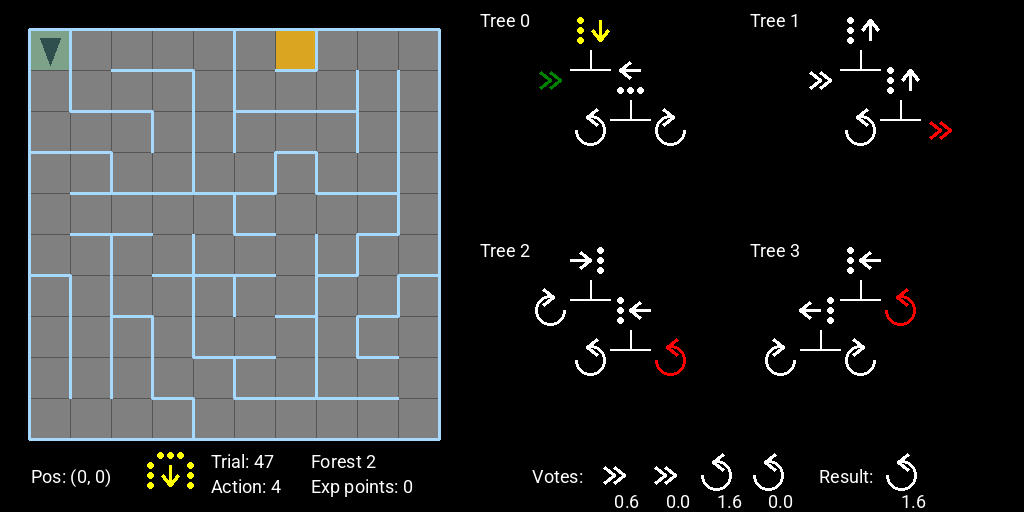 Tree 0
Tree 1
Tree 2
Tree 3
Pos: (0, 0)
Trial: 47
Forest 2
Action: 4
Exp points: 0
Votes:
0.6
0.0
1.6
0.0
Result:
1.6